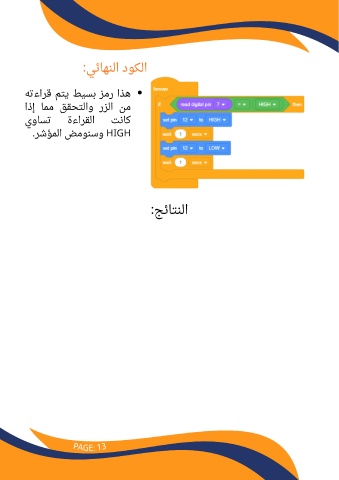 الكود النهائي:
• هذا رمز بسيط يتم قراءته
من الزر والتحقق مما إذا
كانت القراءة تساوي
HIGH وسنومض المؤشر.
forever
if read digital pin 7 = HIGH then
set pin 12 to HIGH
wait 1 secs
set pin 12 to LOW
wait 1 secs
النتائج:
PAGE: 13